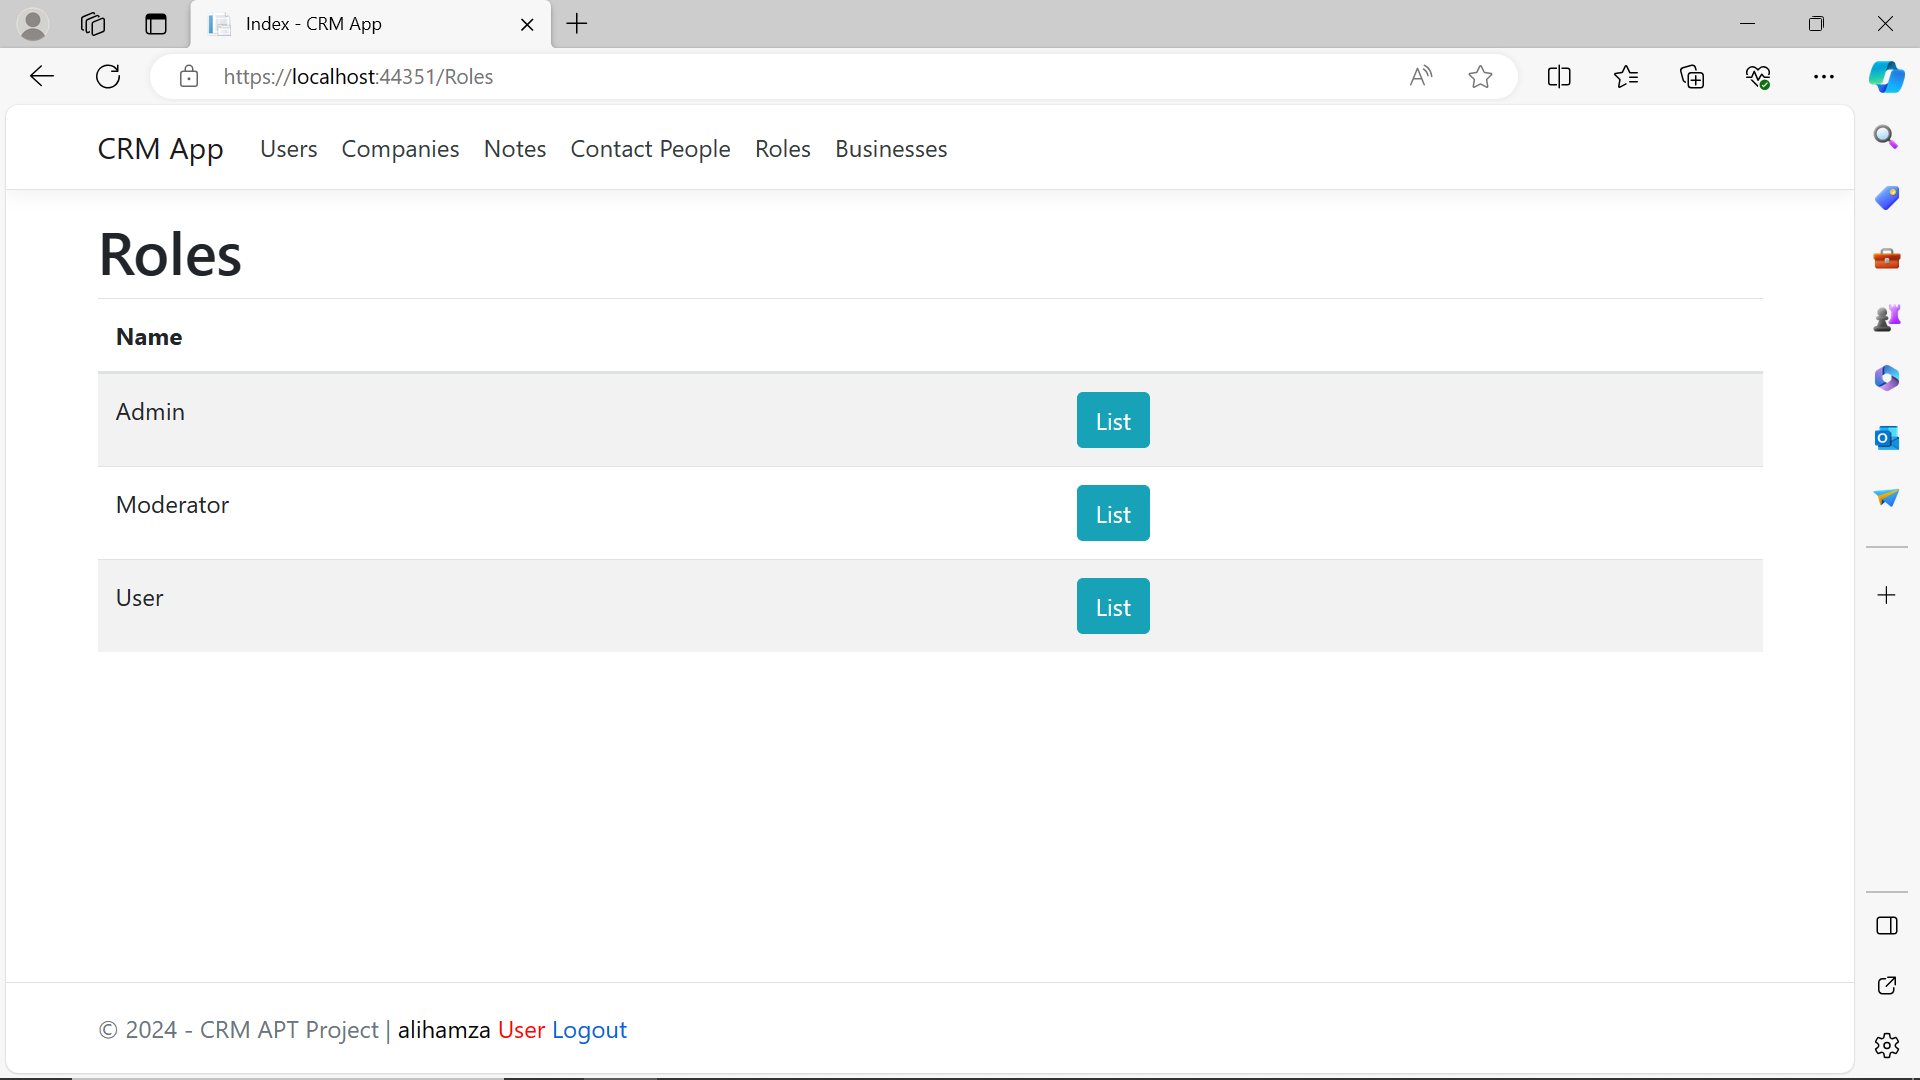 Index - CRM App
https://localhost:44351/Roles
CRM App Users Companies Notes Contact People Roles Businesses
Roles
Name
Admin List
Moderator List
User List
© 2024 - CRM APT Project | alihamza User Logout